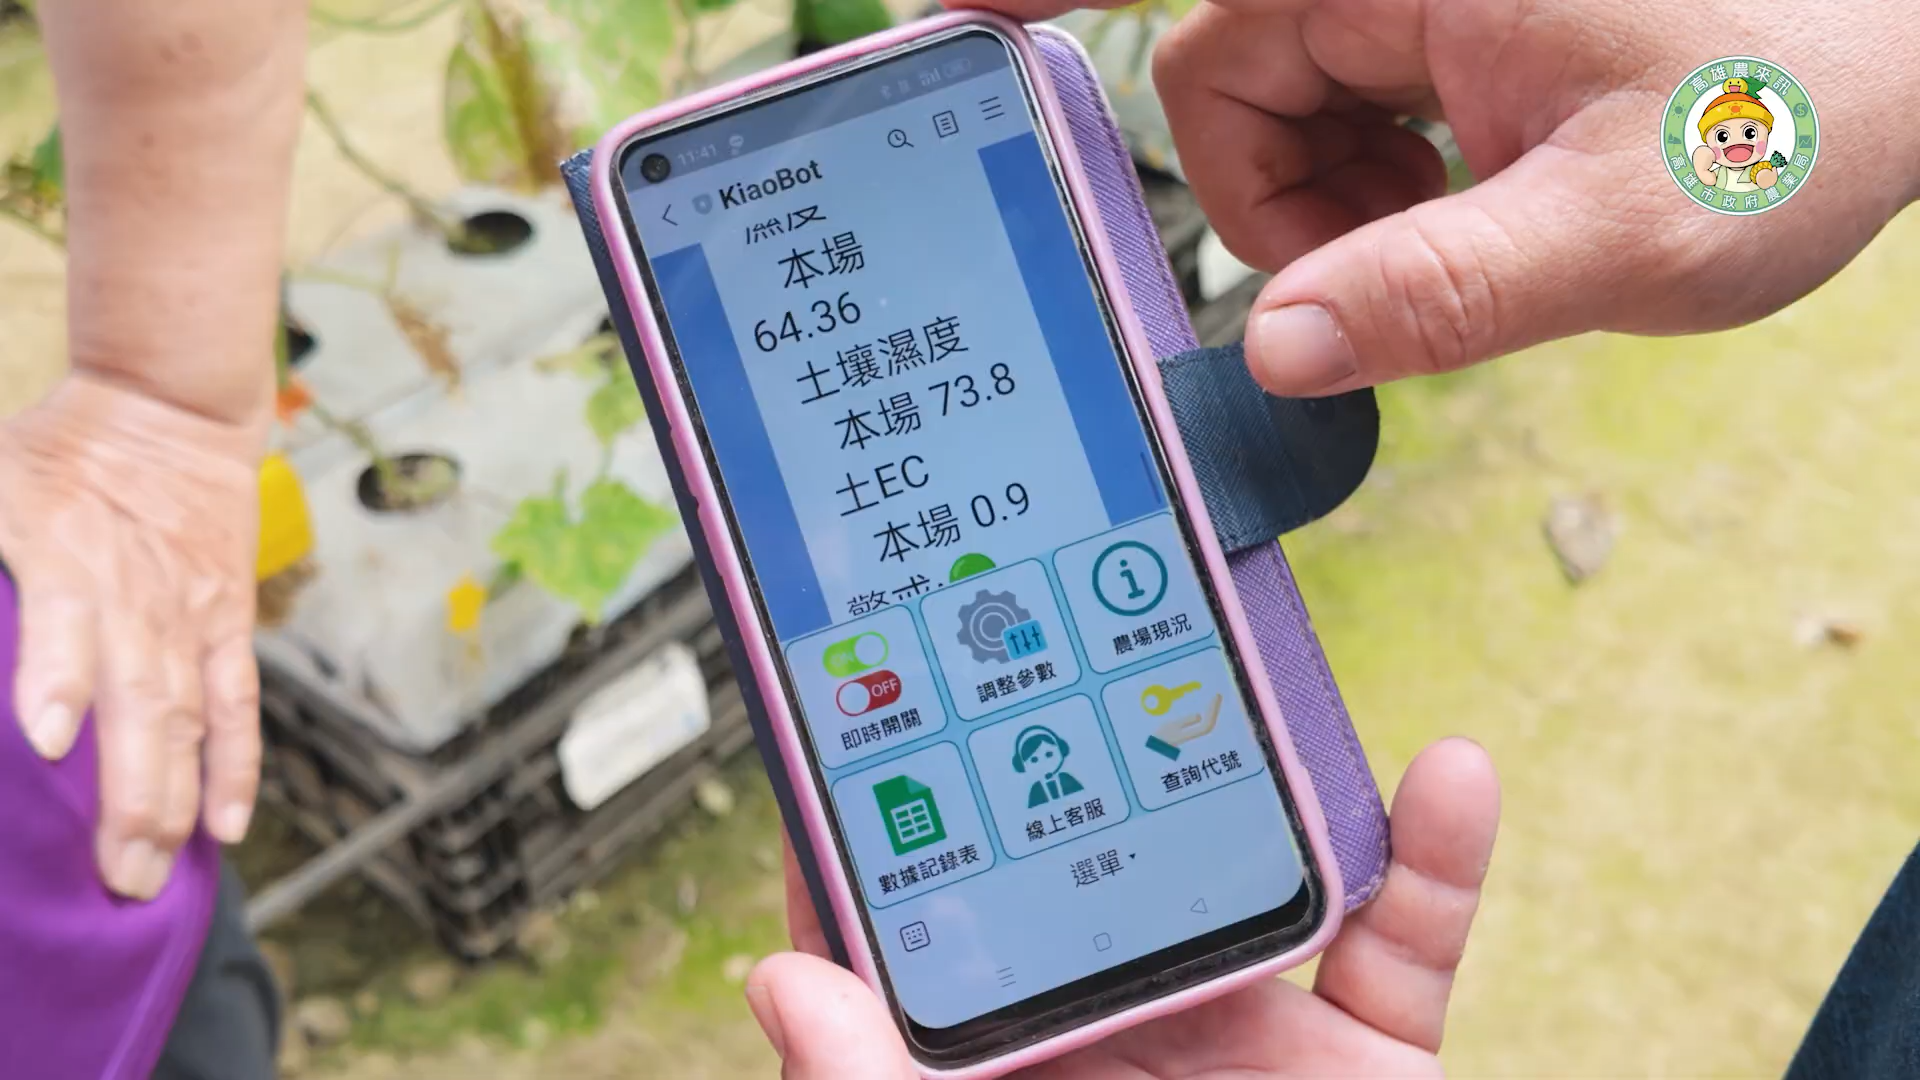 11:41
KiaoBot
本場
64.36
土壤濕度
本場 73.8
土EC
本場 0.9
ON
OFF
即時開關
調整參數
農場現況
數據記錄表
線上客服
查詢代號
選單
高雄農來訊
高雄市政府農業局